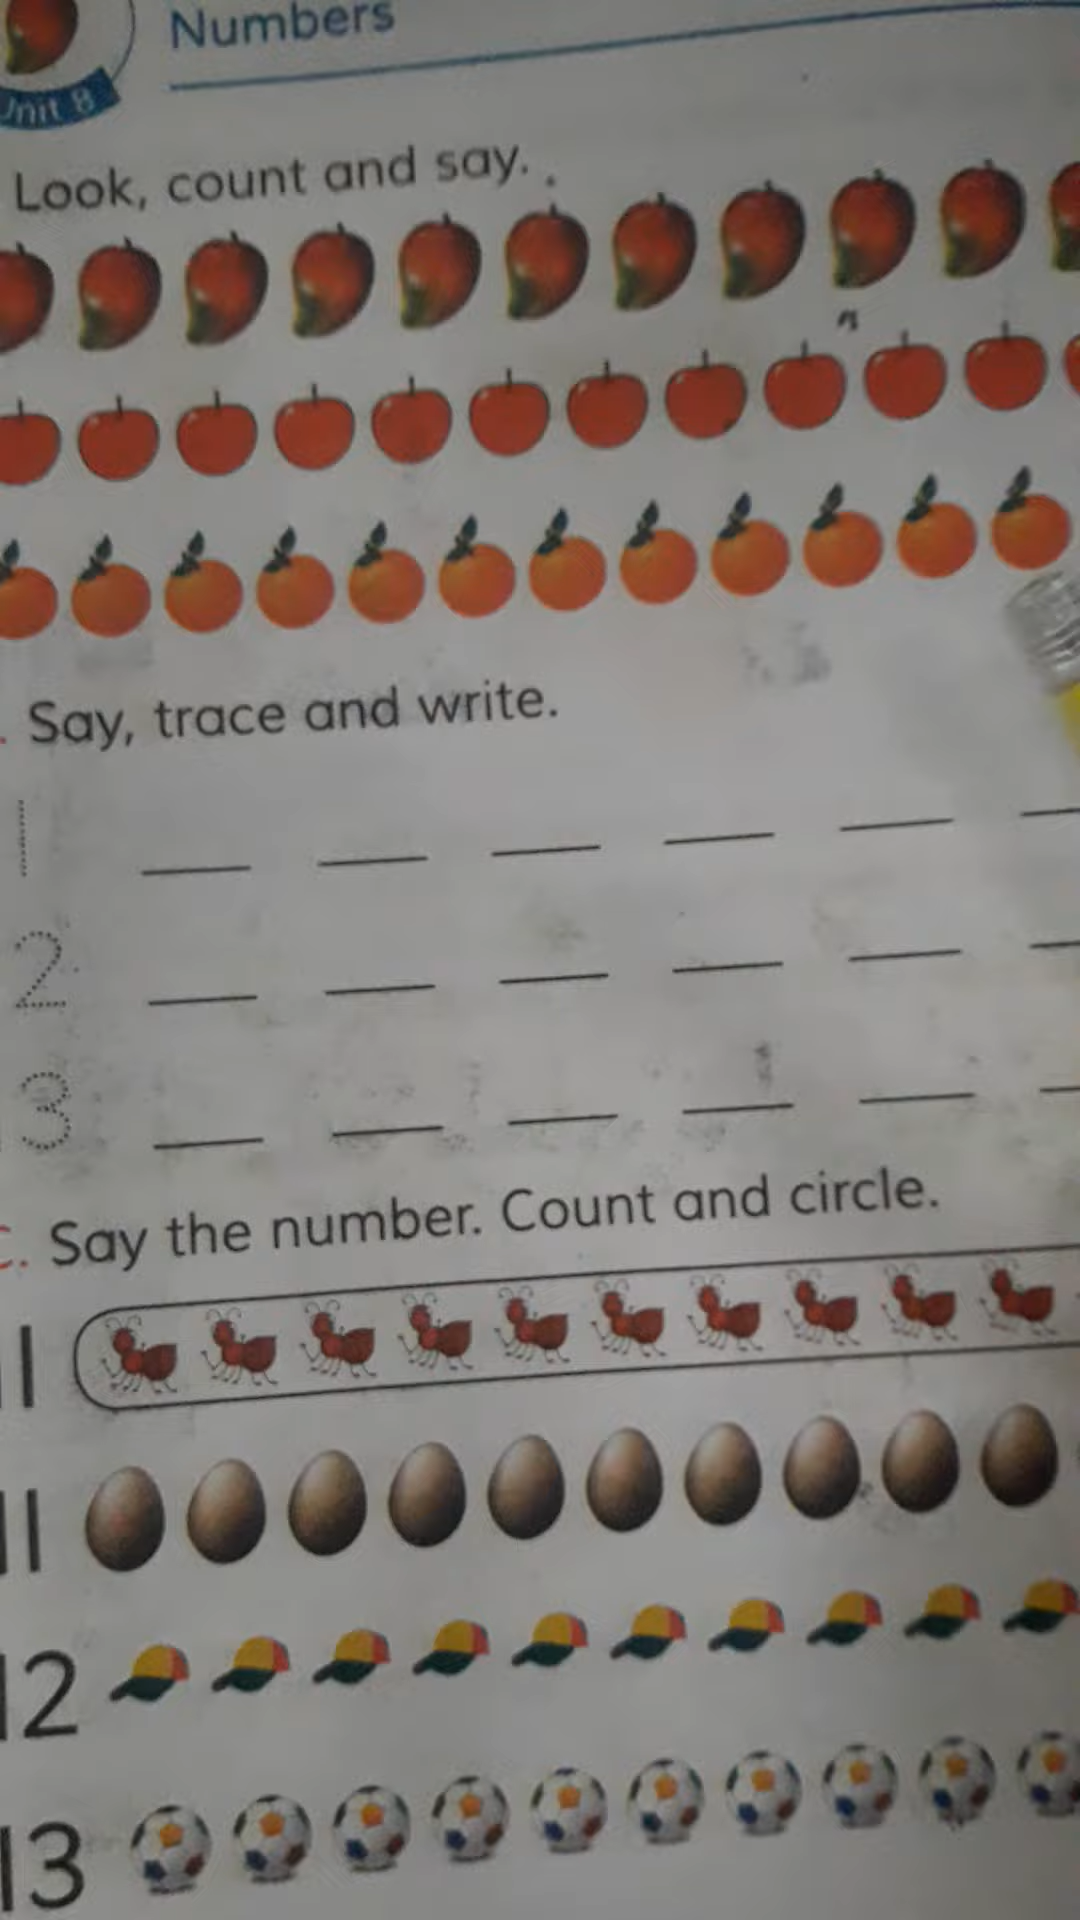 Numbers
Unit 8
Look, count and say.
Say, trace and write.
1
2
3
C. Say the number. Count and circle.
11
11
12
13